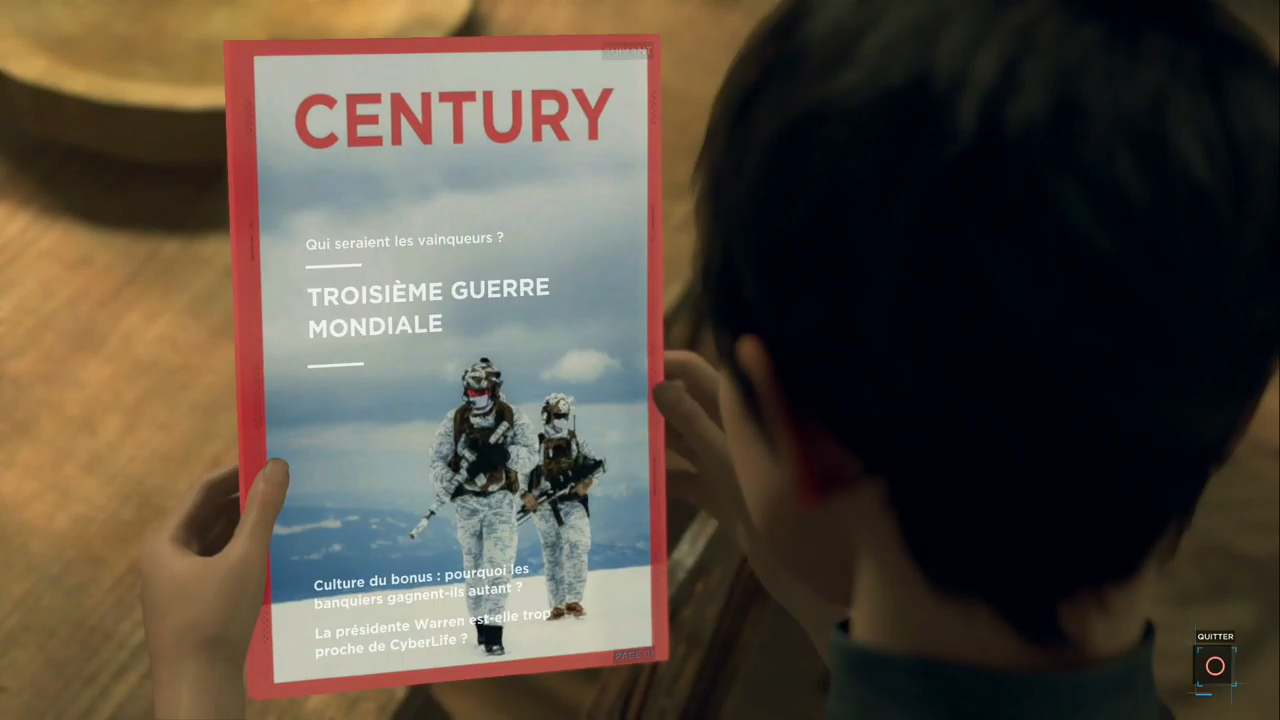 SUIVANT
CENTURY
Qui seraient les vainqueurs ?
TROISIÈME GUERRE
MONDIALE
Culture du bonus : pourquoi les
banquiers gagnent-ils autant ?
La présidente Warren est-elle trop
proche de CyberLife ?
QUITTER